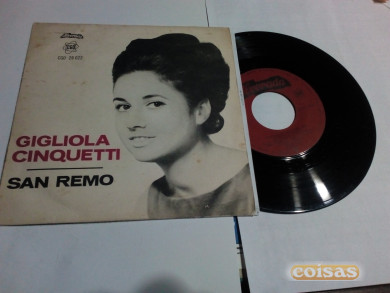 GIGLIOLA
CINQUETTI
SAN REMO
coisas